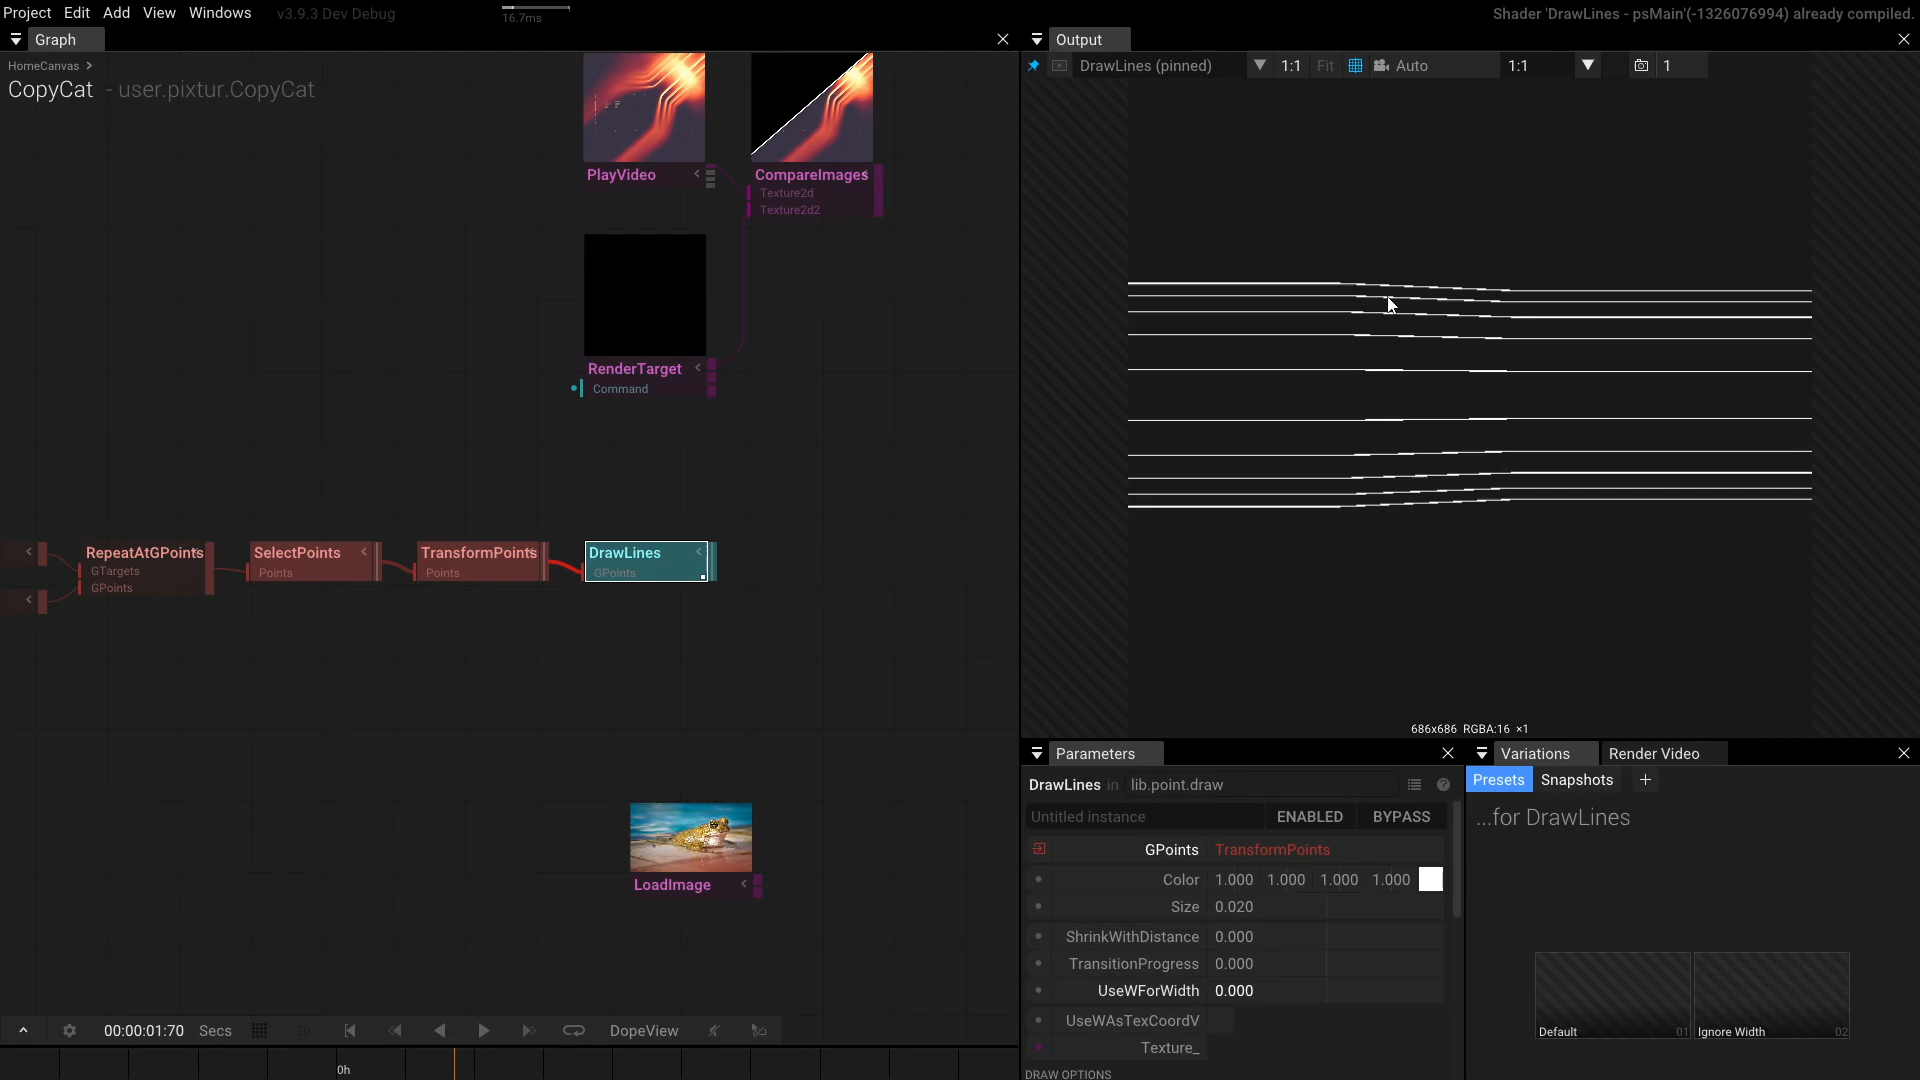 Project Edit Add View Windows v3.9.3 Dev Debug 16.7ms Shader 'DrawLines - psMain'(-1326076994) already compiled.
Graph
HomeCanvas >
CopyCat - user.pixtur.CopyCat
PlayVideo
CompareImages
Texture2d
Texture2d2
RenderTarget
Command
RepeatAtGPoints
GTargets
GPoints
SelectPoints
Points
TransformPoints
Points
DrawLines
GPoints
LoadImage
00:00:01:70 Secs 10 DopeView
0h
Output
DrawLines (pinned) 1:1 Fit Auto 1:1 1
686x686 RGBA:16 ×1
Parameters
DrawLines in lib.point.draw
Untitled instance ENABLED BYPASS
GPoints TransformPoints
Color 1.000 1.000 1.000 1.000
Size 0.020
ShrinkWithDistance 0.000
TransitionProgress 0.000
UseWForWidth 0.000
UseWAsTexCoordV
Texture_
DRAW OPTIONS
Variations Render Video
Presets Snapshots +
...for DrawLines
Default 01
Ignore Width 02